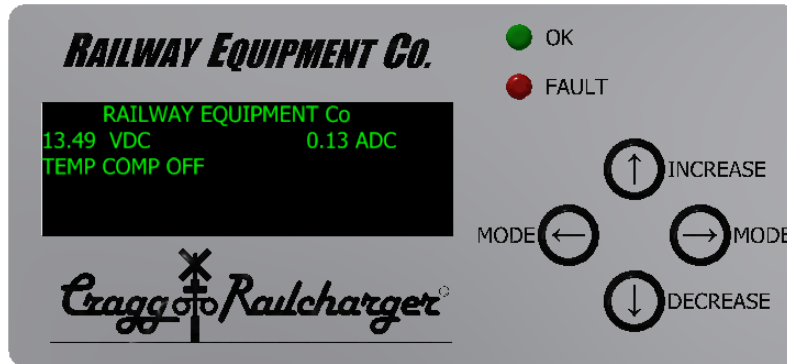 RAILWAY EQUIPMENT CO.
OK
FAULT
RAILWAY EQUIPMENT Co
13.49 VDC 0.13 ADC
TEMP COMP OFF
INCREASE
MODE MODE
DECREASE
Cragg Railcharger